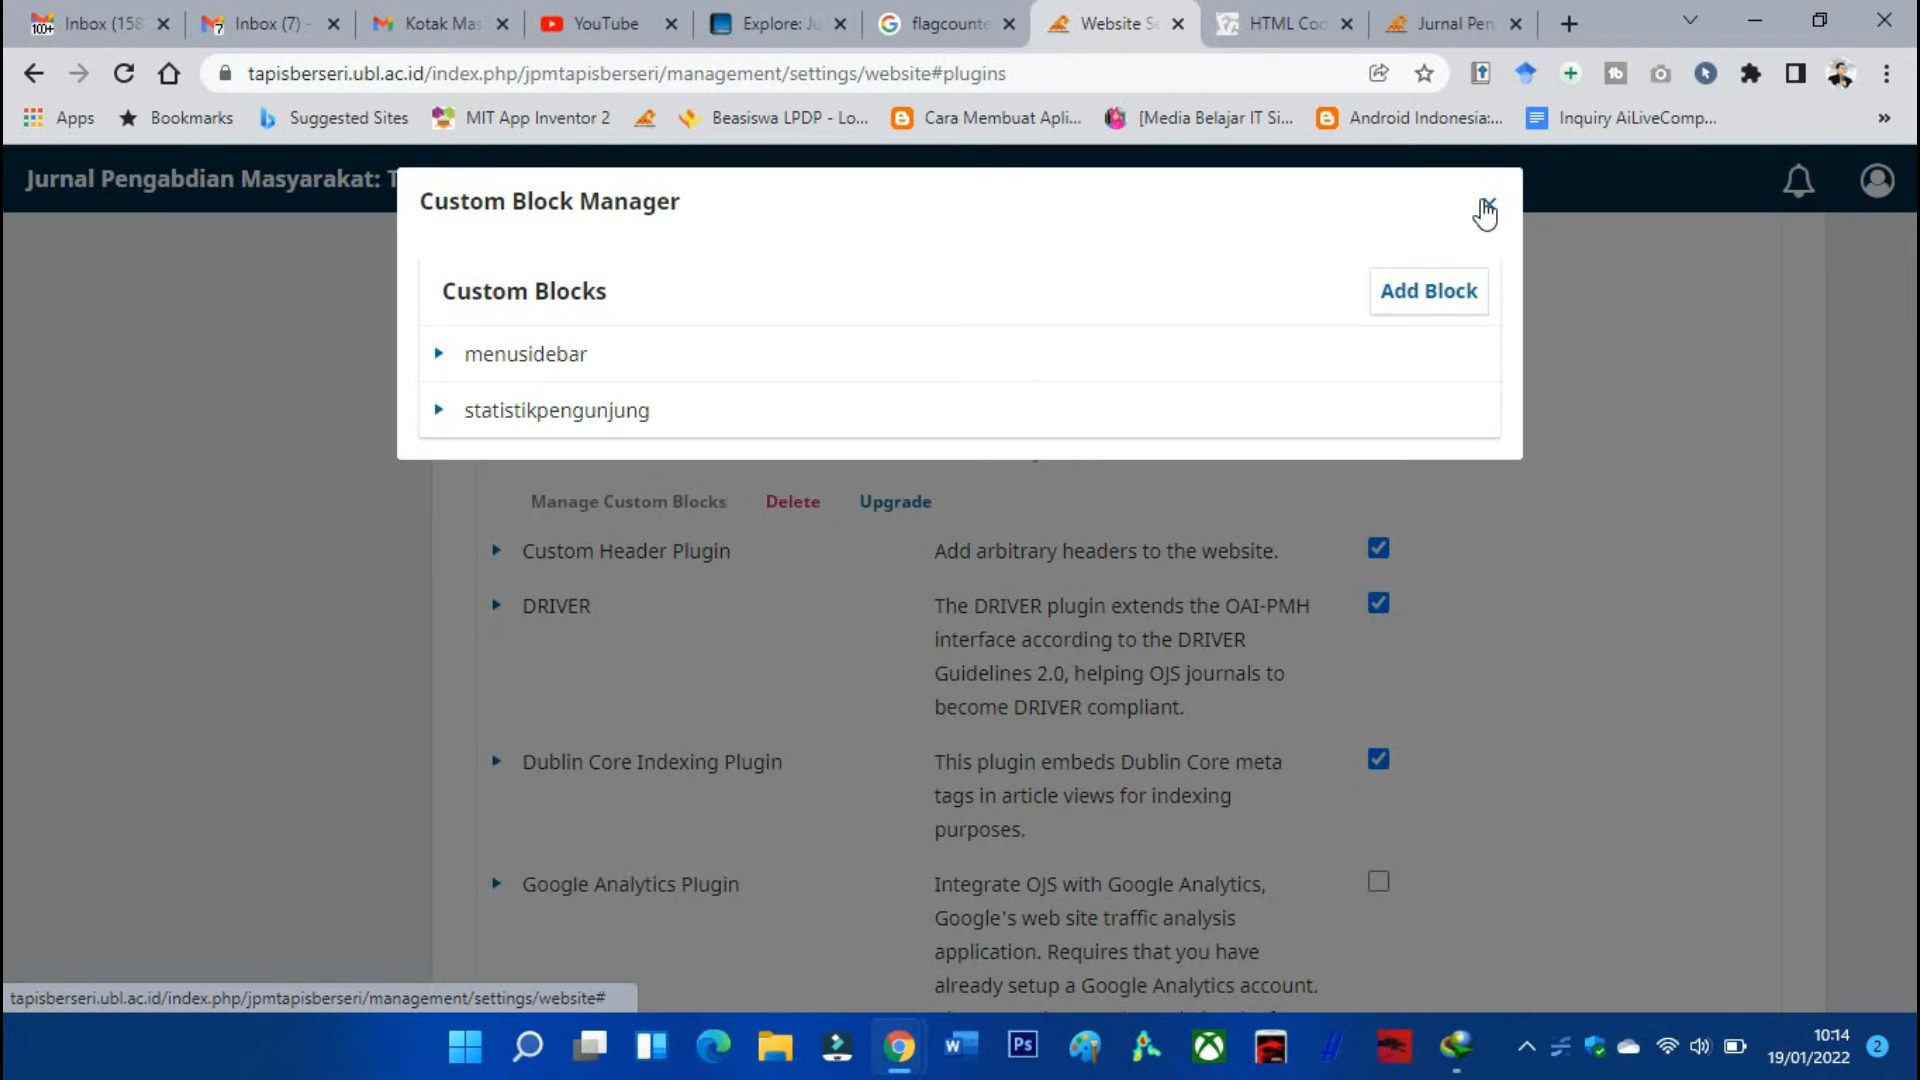 Inbox (158
Inbox (7) -
Kotak Mas
YouTube
Explore: Jo
flagcounte
Website Se
HTML Coo
Jurnal Pen
tapisberseri.ubl.ac.id/index.php/jpmtapisberseri/management/settings/website#plugins
Apps
Bookmarks
Suggested Sites
MIT App Inventor 2
Beasiswa LPDP - Lo...
Cara Membuat Apli...
[Media Belajar IT Si...
Android Indonesia:...
Inquiry AiLiveComp...
»
Jurnal Pengabdian Masyarakat: T
Custom Block Manager
Custom Blocks
Add Block
menusidebar
statistikpengunjung
Manage Custom Blocks Delete Upgrade
Custom Header Plugin
Add arbitrary headers to the website.
DRIVER
The DRIVER plugin extends the OAI-PMH
interface according to the DRIVER
Guidelines 2.0, helping OJS journals to
become DRIVER compliant.
Dublin Core Indexing Plugin
This plugin embeds Dublin Core meta
tags in article views for indexing
purposes.
Google Analytics Plugin
Integrate OJS with Google Analytics,
Google's web site traffic analysis
application. Requires that you have
already setup a Google Analytics account.
tapisberseri.ubl.ac.id/index.php/jpmtapisberseri/management/settings/website#
10:14
19/01/2022
2